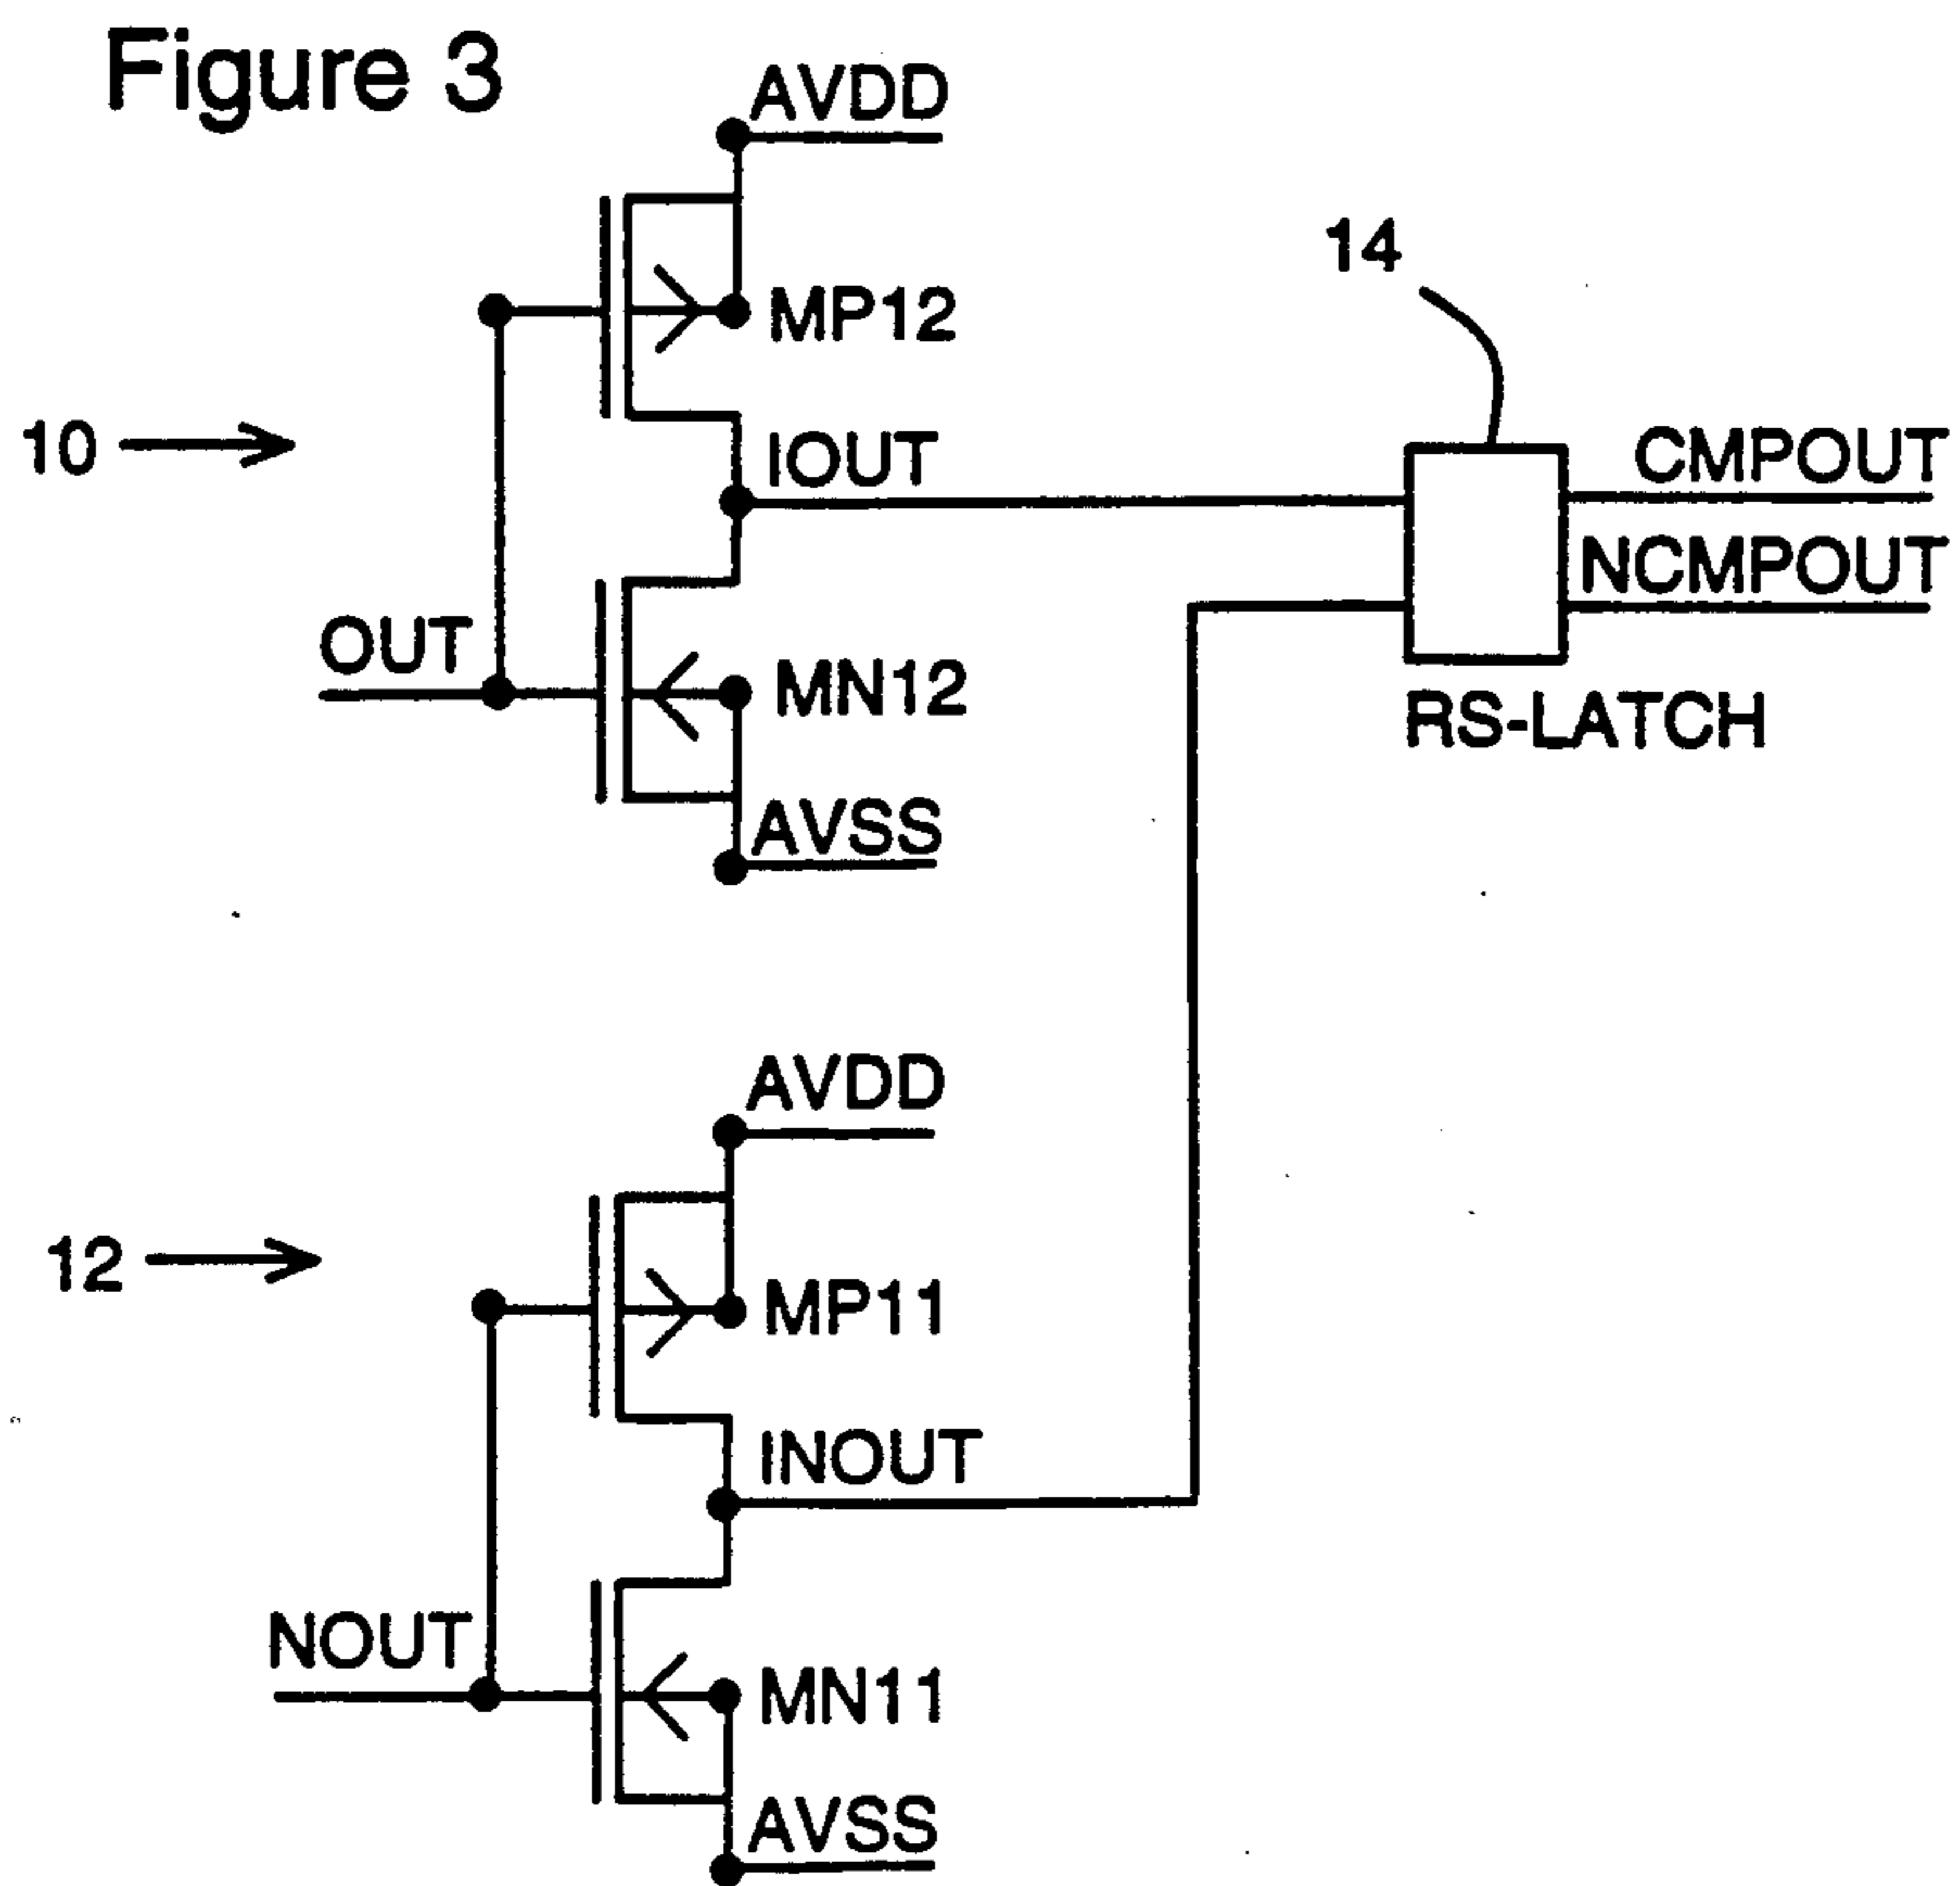 Figure 3
AVDD
14
MP12
10
IOUT
CMPOUT
NCMPOUT
OUT
MN12
RS-LATCH
AVSS
AVDD
12
MP11
INOUT
NOUT
MN11
AVSS